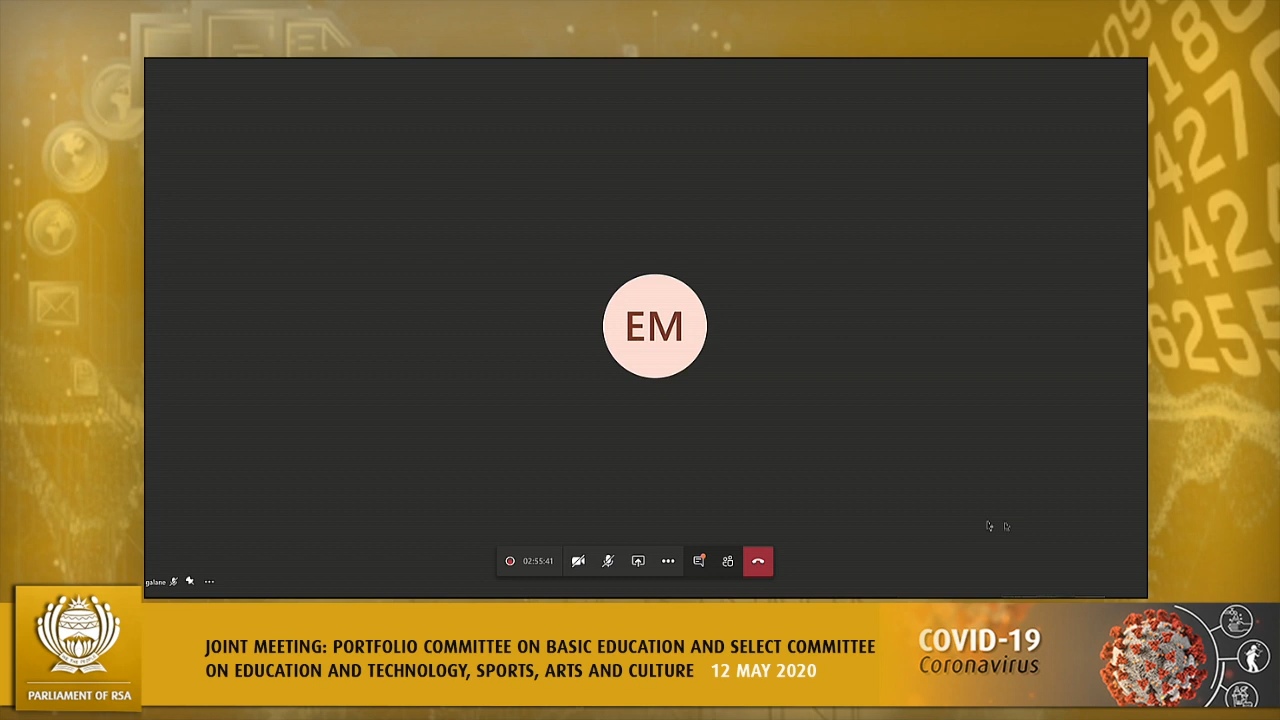 EM
02:55:41
galane
JOINT MEETING: PORTFOLIO COMMITTEE ON BASIC EDUCATION AND SELECT COMMITTEE
ON EDUCATION AND TECHNOLOGY, SPORTS, ARTS AND CULTURE 12 MAY 2020
COVID-19
Coronavirus
PARLIAMENT OF RSA